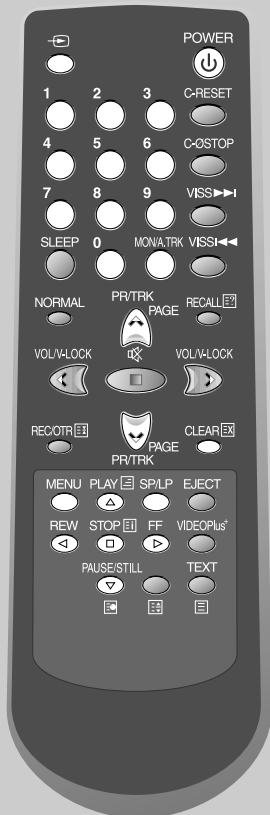 POWER
1 2 3 C-RESET
4 5 6 C-ØSTOP
7 8 9 VISS
SLEEP 0 MON/A.TRK VISS
NORMAL PR/TRK PAGE RECALL
VOL/V-LOCK VOL/V-LOCK
REC/OTR PAGE CLEAR
PR/TRK
MENU PLAY SP/LP EJECT
REW STOP FF VIDEOPlus+
PAUSE/STILL TEXT